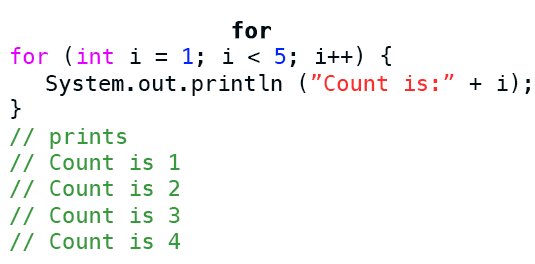 for
for (int i = 1; i < 5; i++) {
System.out.println (”Count is:” + i);
}
// prints
// Count is 1
// Count is 2
// Count is 3
// Count is 4